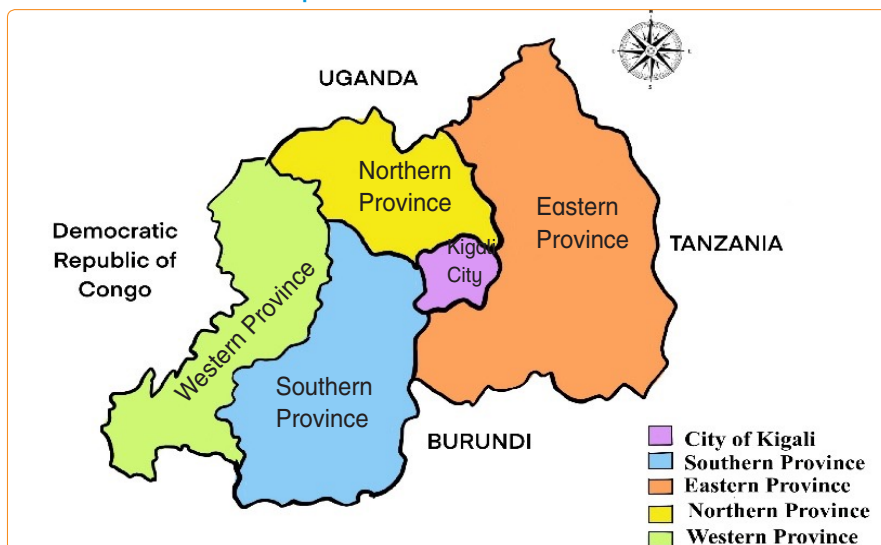 UGANDA
Northern
Province
Eastern
Province
Democratic
Republic of
Congo
TANZANIA
Kigali
City
Western Province
Southern
Province
BURUNDI
City of Kigali
Southern Province
Eastern Province
Northern Province
Western Province